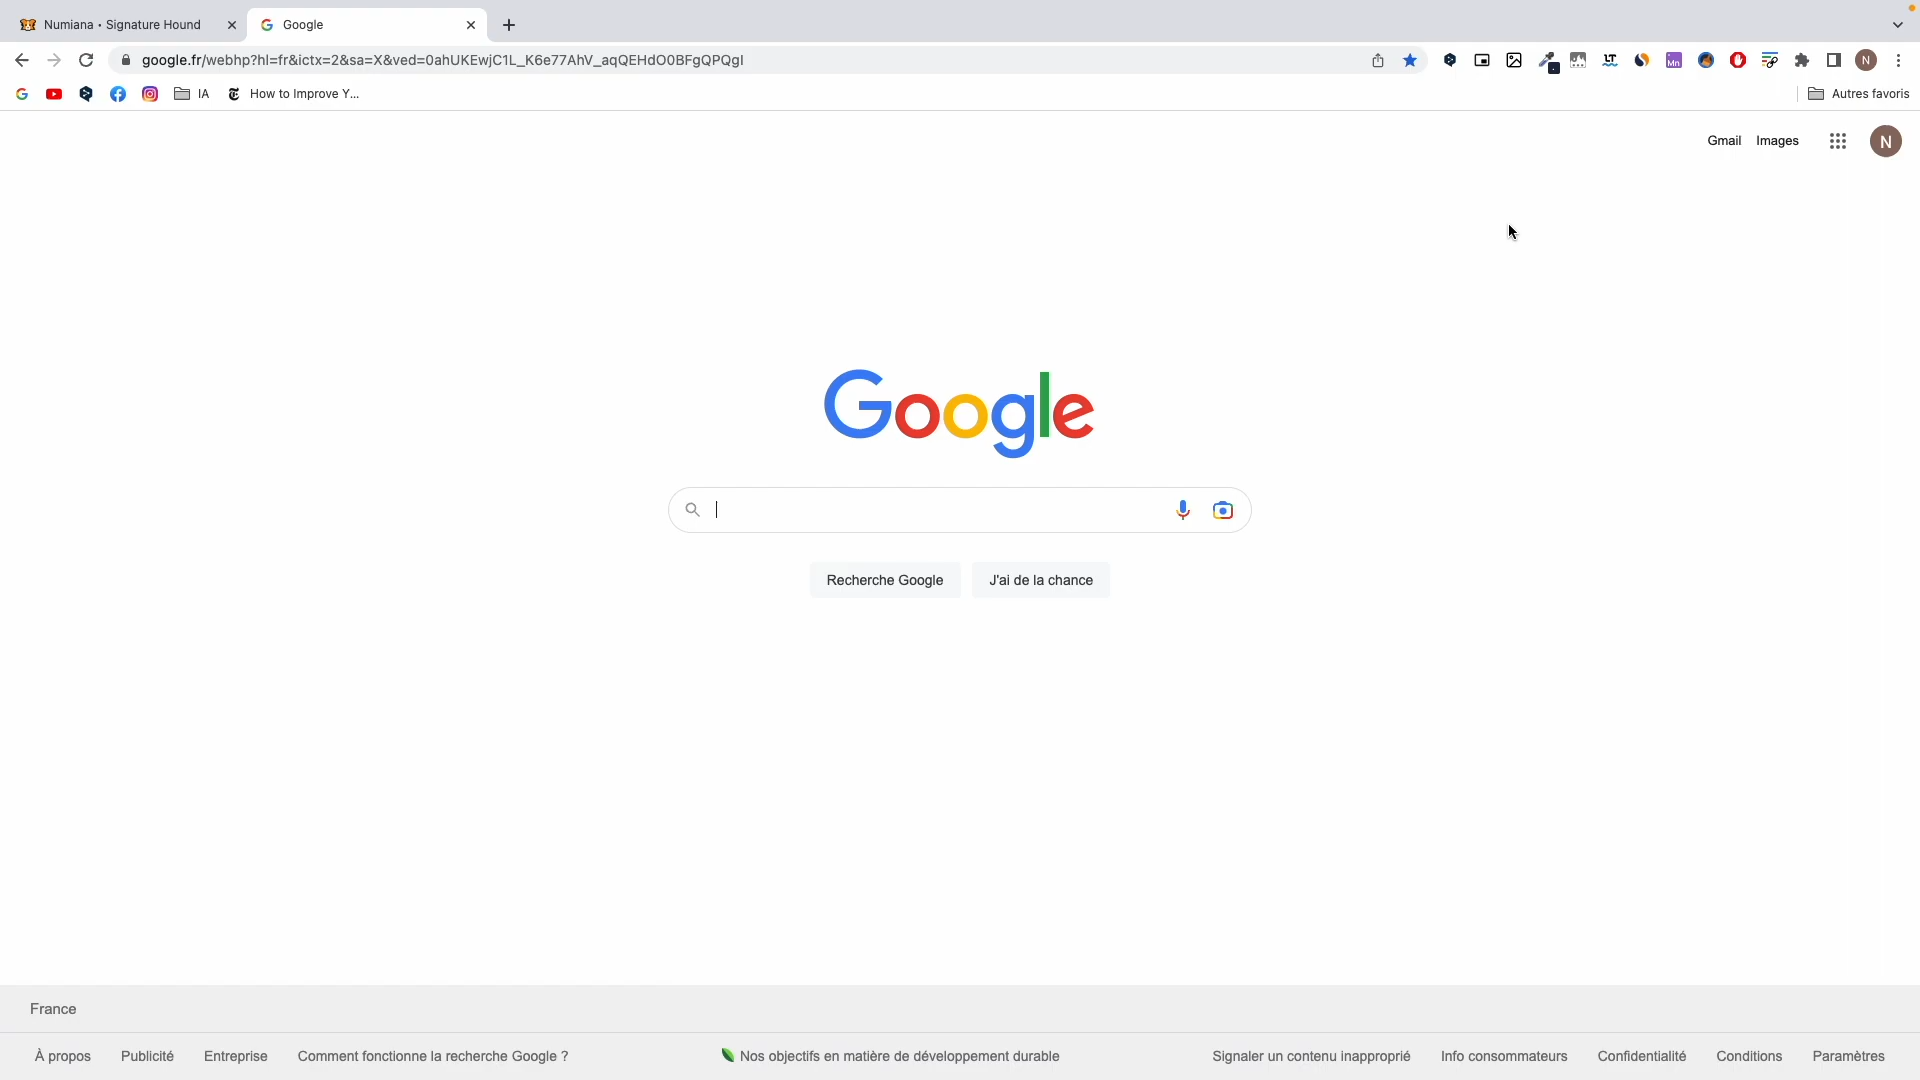 Numiana • Signature Hound
Google
google.fr/webhp?hl=fr&ictx=2&sa=X&ved=0ahUKEwjC1L_K6e77AhV_aqQEHdO0BFgQPQgI
LT
Mn
N
IA
How to Improve Y...
Autres favoris
Gmail
Images
N
Google
Recherche Google
J'ai de la chance
France
À propos
Publicité
Entreprise
Comment fonctionne la recherche Google ?
Nos objectifs en matière de développement durable
Signaler un contenu inapproprié
Info consommateurs
Confidentialité
Conditions
Paramètres